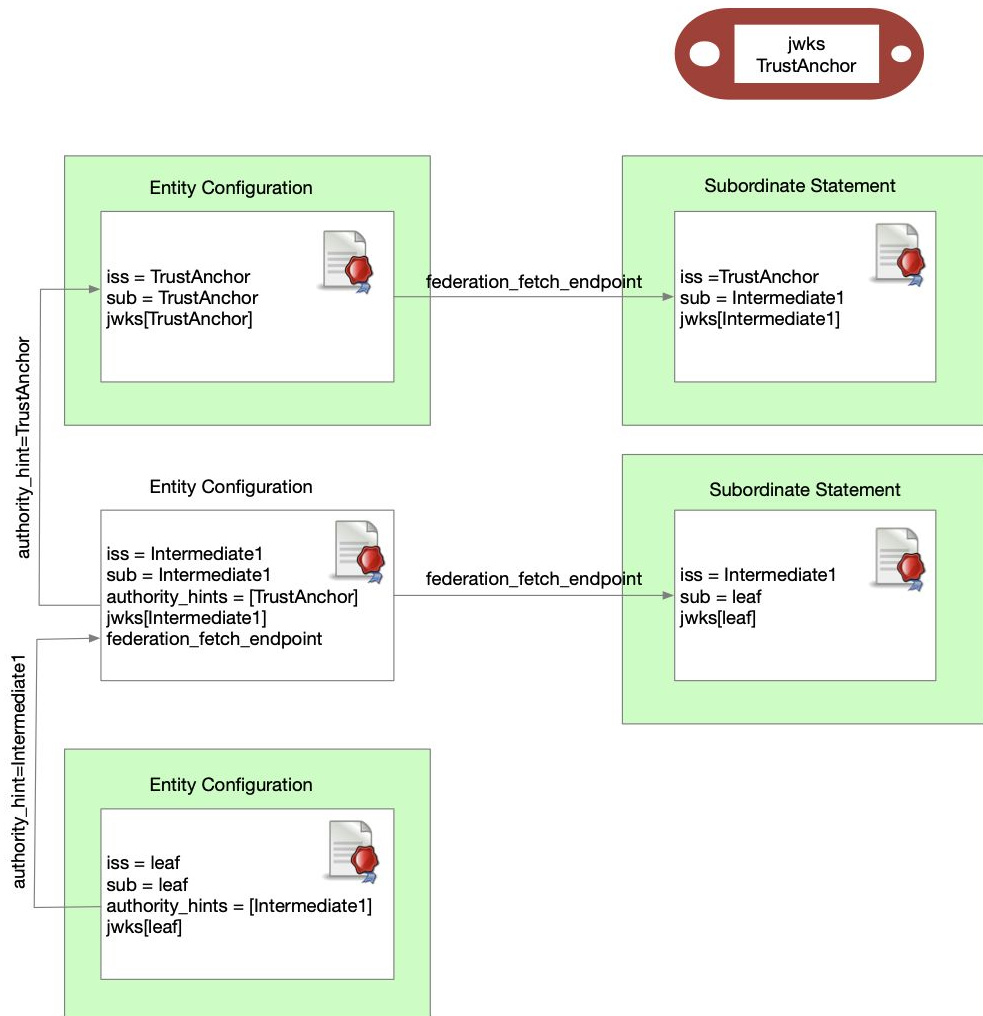 jwks
TrustAnchor
Entity Configuration
iss = TrustAnchor
sub = TrustAnchor
jwks[TrustAnchor]
federation_fetch_endpoint
Subordinate Statement
iss =TrustAnchor
sub = Intermediate1
jwks[Intermediate1]
authority_hint=TrustAnchor
Entity Configuration
iss = Intermediate1
sub = Intermediate1
authority_hints = [TrustAnchor]
jwks[Intermediate1]
federation_fetch_endpoint
federation_fetch_endpoint
Subordinate Statement
iss = Intermediate1
sub = leaf
jwks[leaf]
authority_hint=Intermediate1
Entity Configuration
iss = leaf
sub = leaf
authority_hints = [Intermediate1]
jwks[leaf]